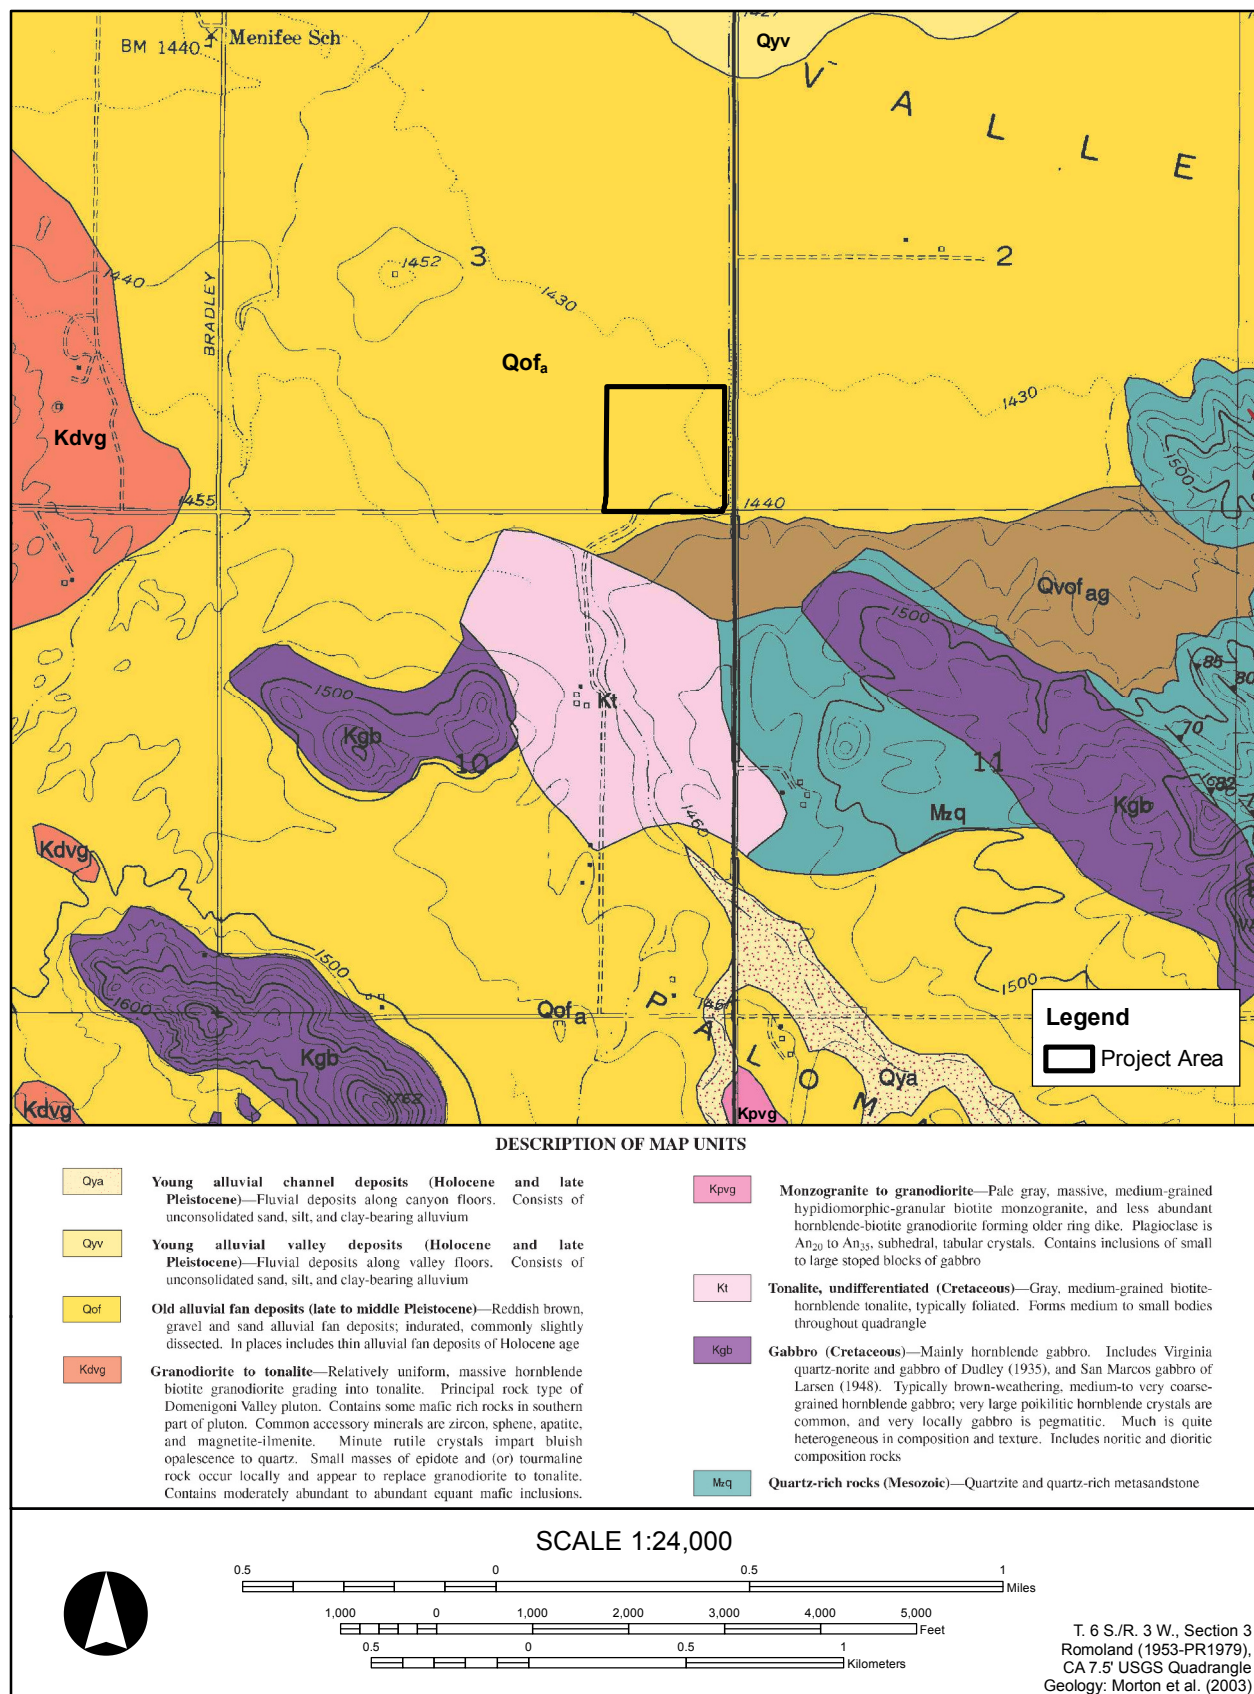 1427
Qyv
BM 1440
Menifee Sch
V A L L E
1440
BRADLEY
1452
3
2
1430
Qofa
1430
Kdvg
1500
1455
1440
Qvof ag
1500
85
80
1500
Kt
70
Kgb
10
11
82
Kgb
Mzq
1460
Kdvg
1500
1500
1600
Qof a
P A L O M A
1461
Legend
Project Area
Kgb
Qya
Kdvg
1768
Kpvg
DESCRIPTION OF MAP UNITS
Qya
Young alluvial channel deposits (Holocene and late
Pleistocene)—Fluvial deposits along canyon floors. Consists of
unconsolidated sand, silt, and clay-bearing alluvium
Qyv
Young alluvial valley deposits (Holocene and late
Pleistocene)—Fluvial deposits along valley floors. Consists of
unconsolidated sand, silt, and clay-bearing alluvium
Qof
Old alluvial fan deposits (late to middle Pleistocene)—Reddish brown,
gravel and sand alluvial fan deposits; indurated, commonly slightly
dissected. In places includes thin alluvial fan deposits of Holocene age
Kdvg
Granodiorite to tonalite—Relatively uniform, massive hornblende
biotite granodiorite grading into tonalite. Principal rock type of
Domenigoni Valley pluton. Contains some mafic rich rocks in southern
part of pluton. Common accessory minerals are zircon, sphene, apatite,
and magnetite-ilmenite. Minute rutile crystals impart bluish
opalescence to quartz. Small masses of epidote and (or) tourmaline
rock occur locally and appear to replace granodiorite to tonalite.
Contains moderately abundant to abundant equant mafic inclusions.
Kpvg
Monzogranite to granodiorite—Pale gray, massive, medium-grained
hypidiomorphic-granular biotite monzogranite, and less abundant
hornblende-biotite granodiorite forming older ring dike. Plagioclase is
An20 to An35, subhedral, tabular crystals. Contains inclusions of small
to large stoped blocks of gabbro
Kt
Tonalite, undifferentiated (Cretaceous)—Gray, medium-grained biotite-
hornblende tonalite, typically foliated. Forms medium to small bodies
throughout quadrangle
Kgb
Gabbro (Cretaceous)—Mainly hornblende gabbro. Includes Virginia
quartz-norite and gabbro of Dudley (1935), and San Marcos gabbro of
Larsen (1948). Typically brown-weathering, medium-to very coarse-
grained hornblende gabbro; very large poikilitic hornblende crystals are
common, and very locally gabbro is pegmatitic. Much is quite
heterogeneous in composition and texture. Includes noritic and dioritic
composition rocks
Mzq
Quartz-rich rocks (Mesozoic)—Quartzite and quartz-rich metasandstone
SCALE 1:24,000
0.5 0 0.5 1
Miles
1,000 0 1,000 2,000 3,000 4,000 5,000
Feet
0.5 0 0.5 1
Kilometers
T. 6 S./R. 3 W., Section 3
Romoland (1953-PR1979),
CA 7.5' USGS Quadrangle
Geology: Morton et al. (2003)